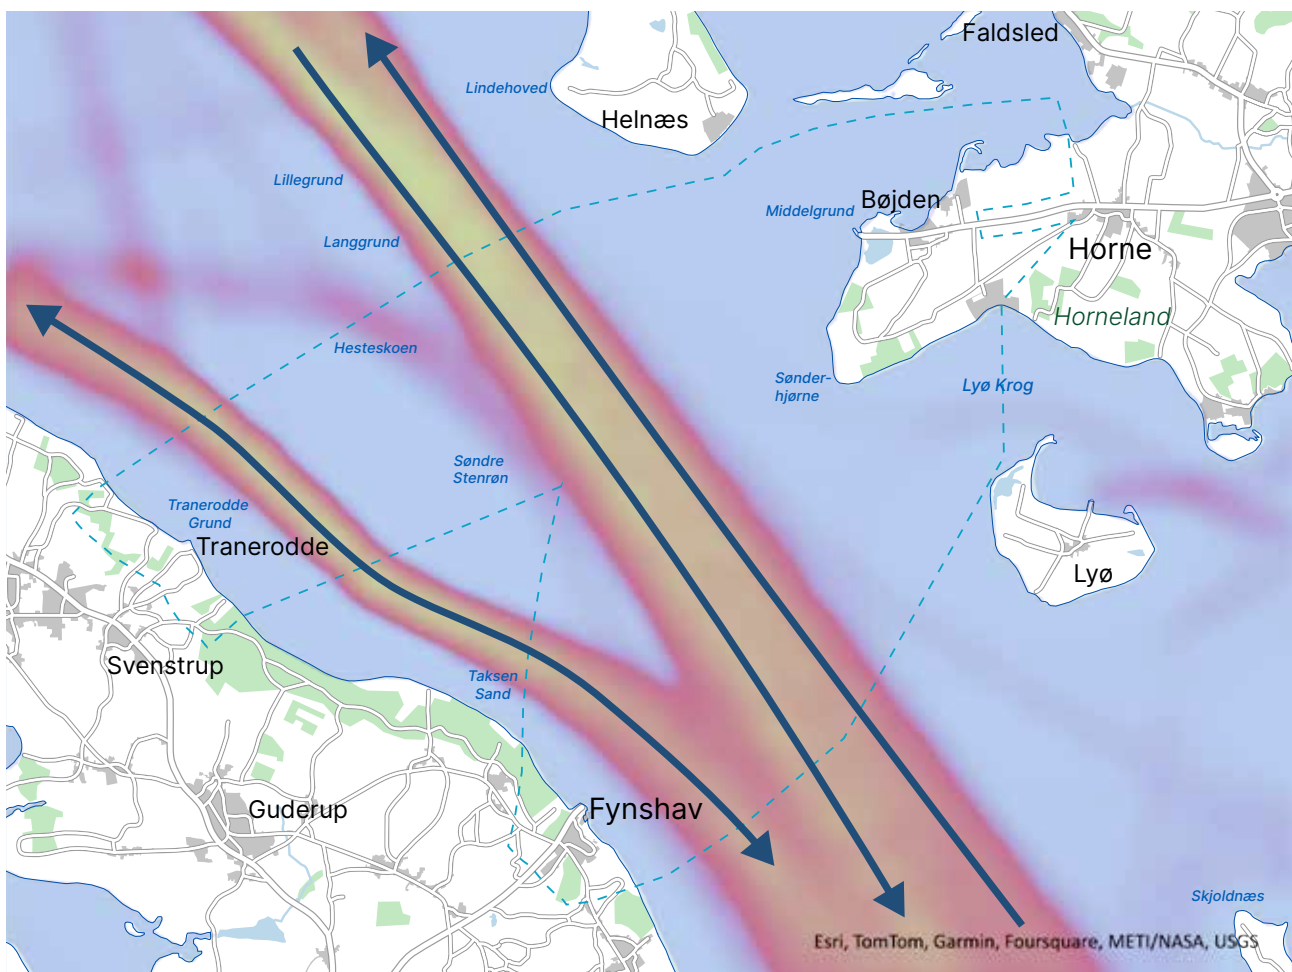 Faldsled
Lindehoved
Helnæs
Lillegrund
Bøjden
Middelgrund
Langgrund
Horne
Horneland
Hesteskoen
Sønder-
hjørne
Lyø Krog
Søndre
Stenrøn
Tranerodde
Grund
Tranerodde
Lyø
Svenstrup
Taksen
Sand
Guderup
Fynshav
Skjoldnæs
Esri, TomTom, Garmin, Foursquare, METI/NASA, USGS